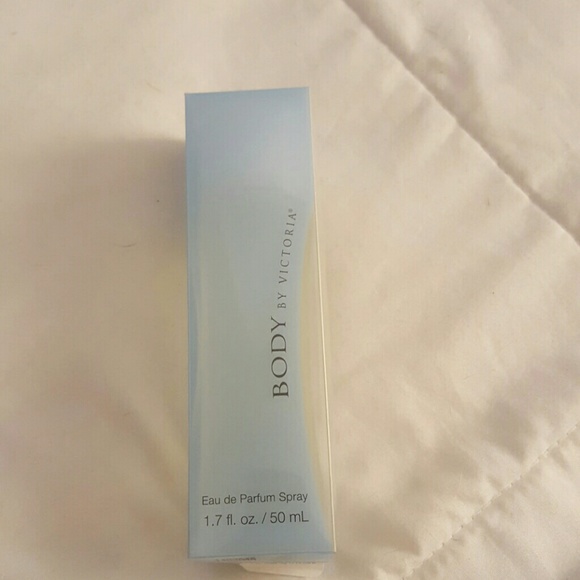 BODY BY VICTORIA®
Eau de Parfum Spray
1.7 fl. oz. / 50 mL